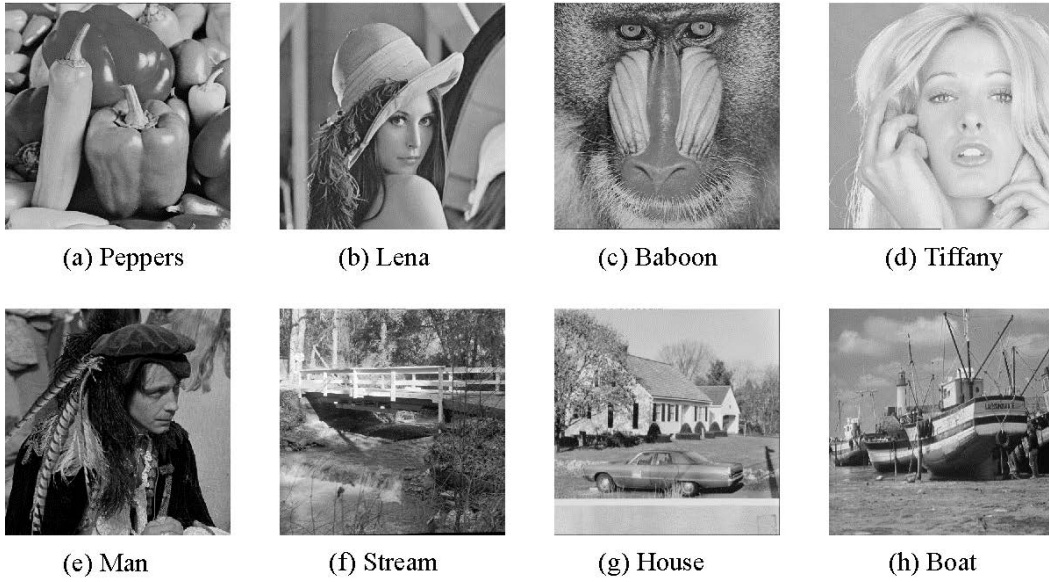 (a) Peppers
(b) Lena
(c) Baboon
(d) Tiffany
(e) Man
(f) Stream
(g) House
(h) Boat